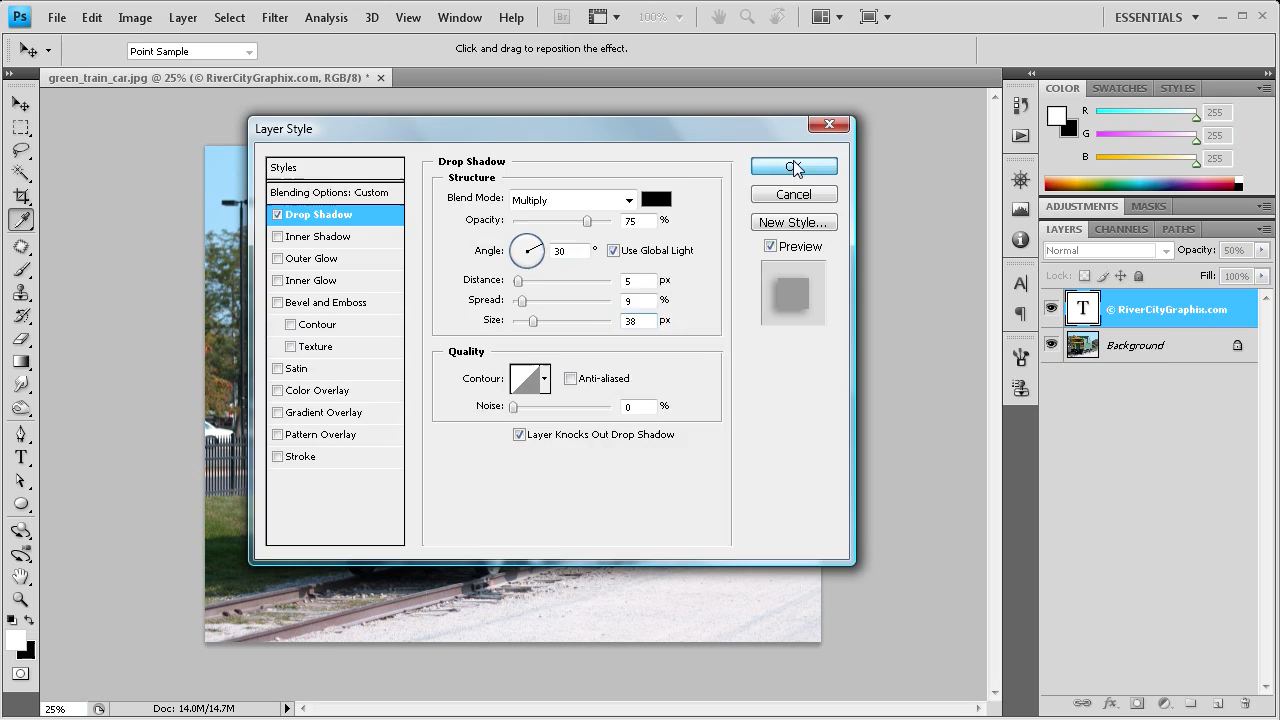 Ps File Edit Image Layer Select Filter Analysis 3D View Window Help Br 100% ESSENTIALS
Point Sample Click and drag to reposition the effect.
green_train_car.jpg @ 25% (© RiverCityGraphix.com, RGB/8) *
Layer Style
Styles
Blending Options: Custom
Drop Shadow
Inner Shadow
Outer Glow
Inner Glow
Bevel and Emboss
Contour
Texture
Satin
Color Overlay
Gradient Overlay
Pattern Overlay
Stroke
Drop Shadow
Structure
Blend Mode: Multiply
Opacity: 75 %
Angle: 30 ° Use Global Light
Distance: 5 px
Spread: 9 %
Size: 38 px
Quality
Contour: Anti-aliased
Noise: 0 %
Layer Knocks Out Drop Shadow
Cancel
New Style...
Preview
COLOR SWATCHES STYLES
R 255
G 255
B 255
ADJUSTMENTS MASKS
LAYERS CHANNELS PATHS
Normal Opacity: 50%
Lock: Fill: 100%
T © RiverCityGraphix.com
Background
25% Doc: 14.0M/14.7M